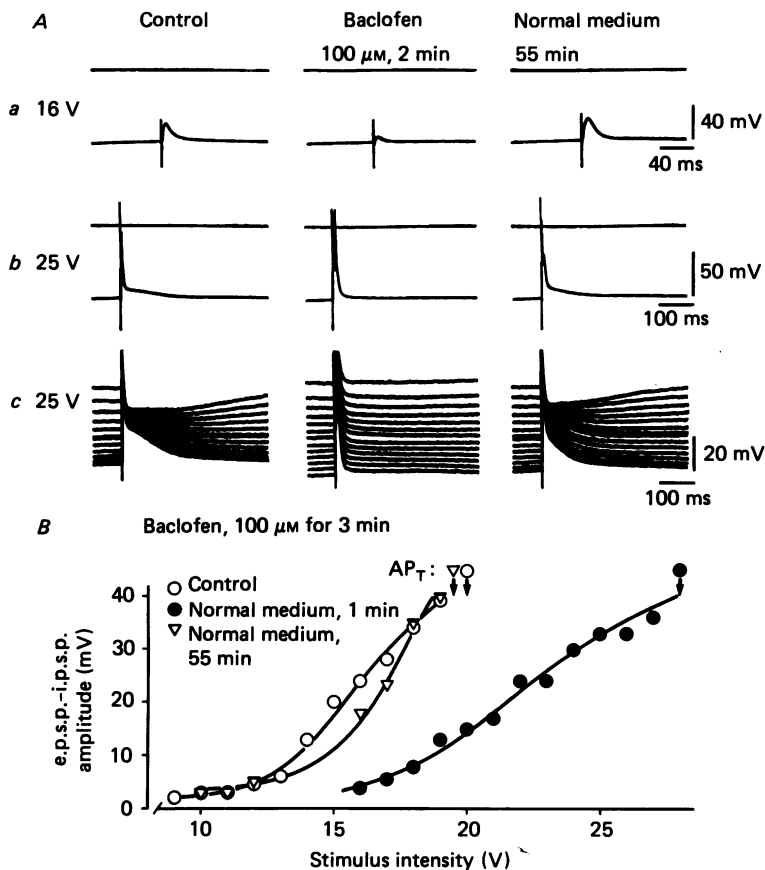 A
Control
Baclofen
100 μM, 2 min
Normal medium
55 min
a 16 V
40 mV
40 ms
b 25 V
50 mV
100 ms
c 25 V
20 mV
100 ms
B Baclofen, 100 μM for 3 min
AP_T:
Control
Normal medium, 1 min
Normal medium,
55 min
e.p.s.p.-i.p.s.p.
amplitude (mV)
40
30
20
10
0
10 15 20 25
Stimulus intensity (V)